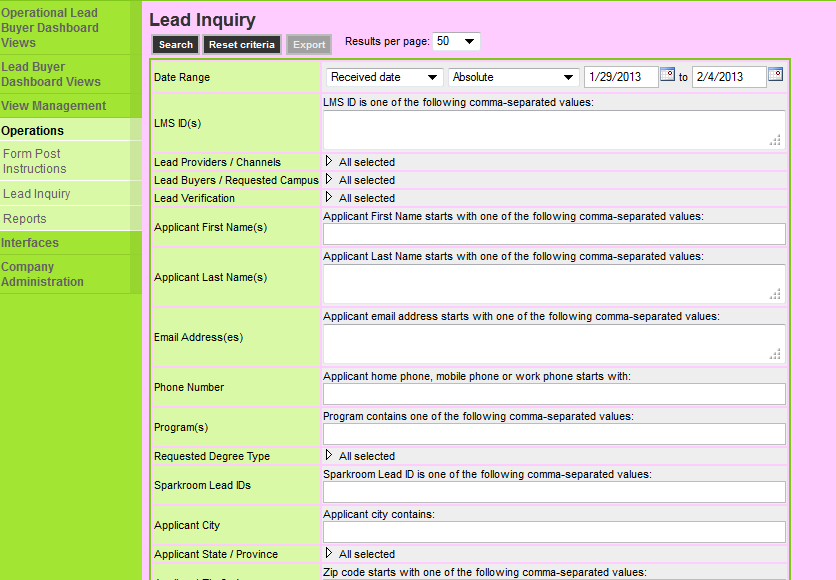 Operational Lead
Buyer Dashboard
Views
Lead Buyer
Dashboard Views
View Management
Operations
Form Post
Instructions
Lead Inquiry
Reports
Interfaces
Company
Administration
Lead Inquiry
Search Reset criteria Export Results per page: 50
Date Range Received date Absolute 1/29/2013 to 2/4/2013
LMS ID is one of the following comma-separated values:
LMS ID(s)
Lead Providers / Channels All selected
Lead Buyers / Requested Campus All selected
Lead Verification All selected
Applicant First Name starts with one of the following comma-separated values:
Applicant First Name(s)
Applicant Last Name starts with one of the following comma-separated values:
Applicant Last Name(s)
Applicant email address starts with one of the following comma-separated values:
Email Address(es)
Applicant home phone, mobile phone or work phone starts with:
Phone Number
Program contains one of the following comma-separated values:
Program(s)
Requested Degree Type All selected
Sparkroom Lead ID is one of the following comma-separated values:
Sparkroom Lead IDs
Applicant city contains:
Applicant City
Applicant State / Province All selected
Zip code starts with one of the following comma-separated values: